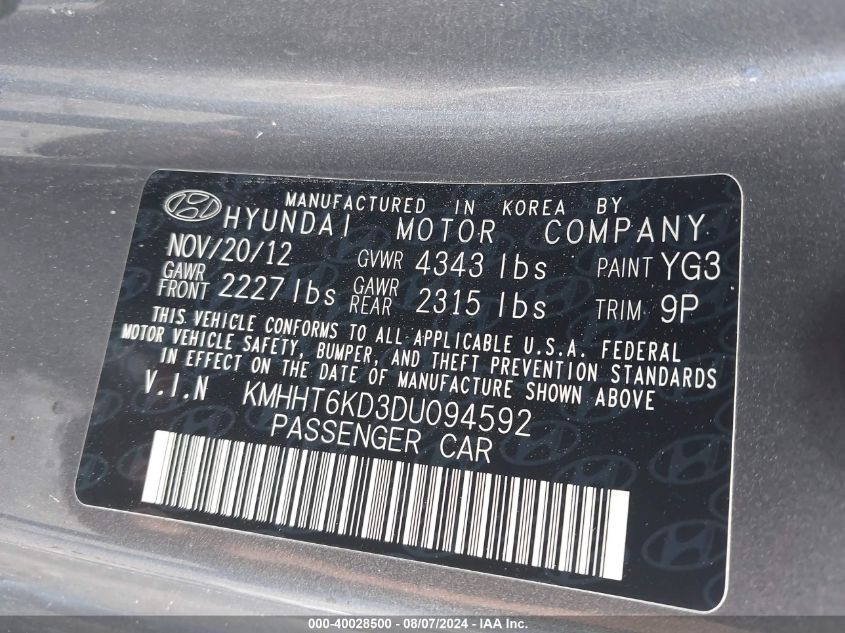 MANUFACTURED IN KOREA BY
HYUNDAI MOTOR COMPANY
NOV/20/12 GVWR 4343 lbs PAINT YG3
GAWR FRONT 2227 lbs GAWR REAR 2315 lbs TRIM 9P
THIS VEHICLE CONFORMS TO ALL APPLICABLE U.S.A. FEDERAL
MOTOR VEHICLE SAFETY, BUMPER, AND THEFT PREVENTION STANDARDS
IN EFFECT ON THE DATE OF MANUFACTURE SHOWN ABOVE
V.I.N KMHHT6KD3DU094592
PASSENGER CAR
000-40028500 - 08/07/2024 - IAA Inc.